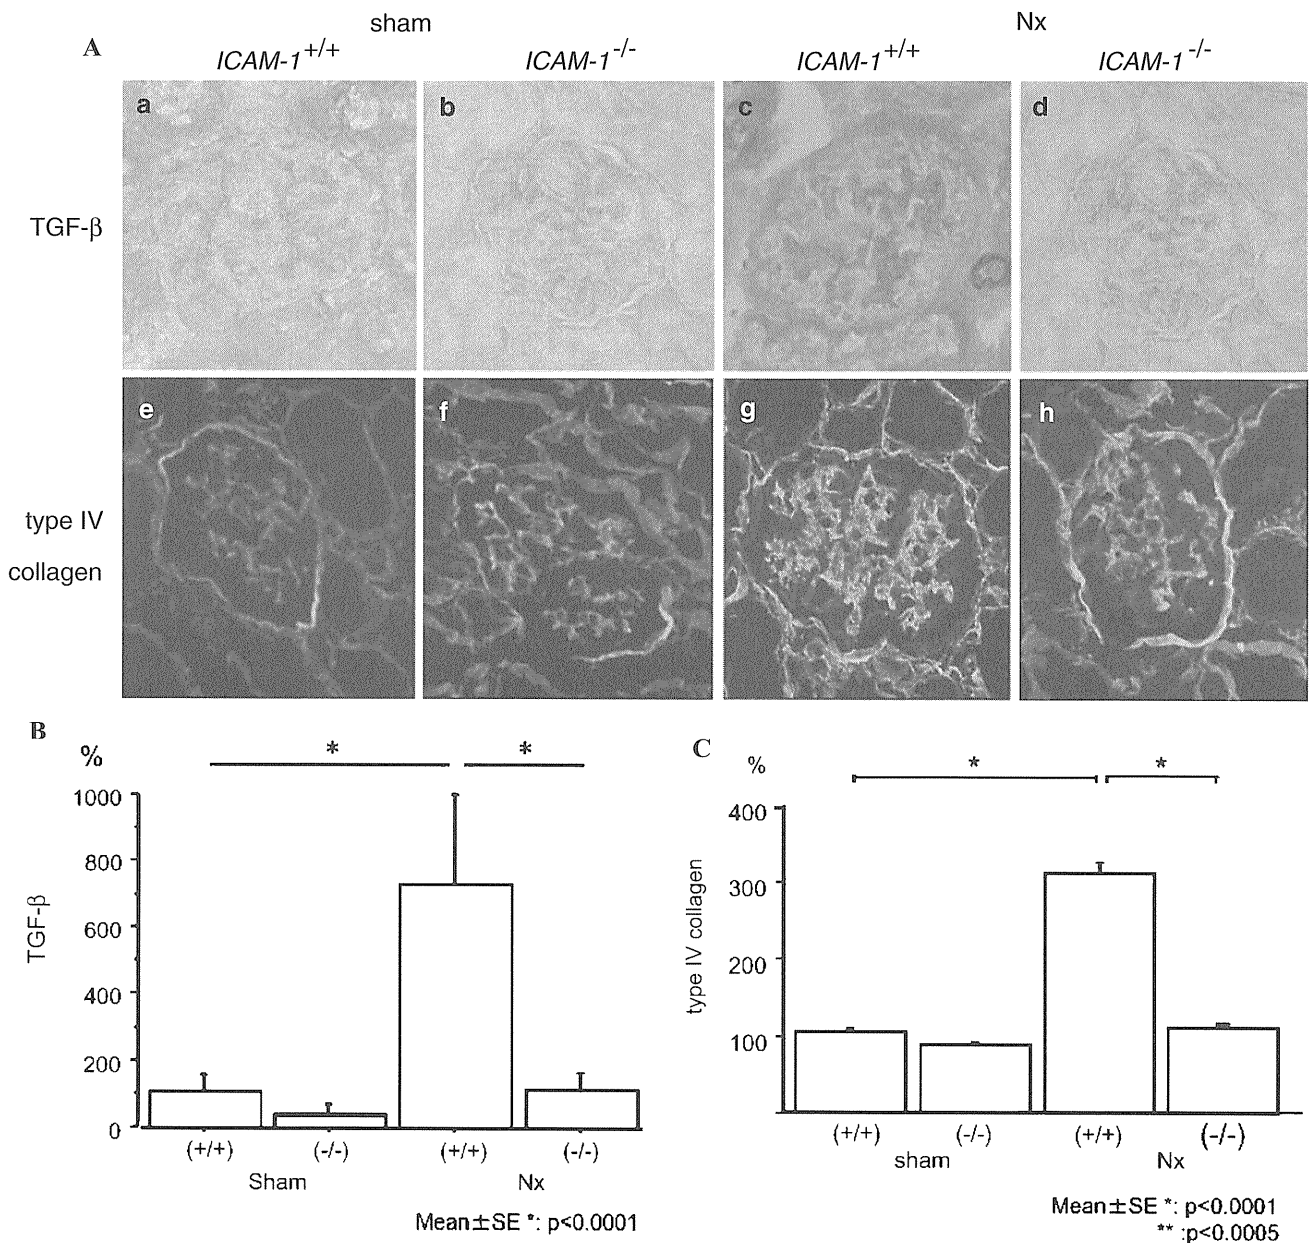 sham Nx
A ICAM-1+/+ ICAM-1-/- ICAM-1+/+ ICAM-1-/-
a b c d
TGF-β
e f g h
type IV
collagen
B
%
* *
1000
800
600
400
200
0
TGF-β
(+/+) (-/-) (+/+) (-/-)
Sham Nx
Mean±SE *: p<0.0001
C
%
* *
400
300
200
100
type IV collagen
(+/+) (-/-) (+/+) (-/-)
sham Nx
Mean±SE *: p<0.0001
** :p<0.0005